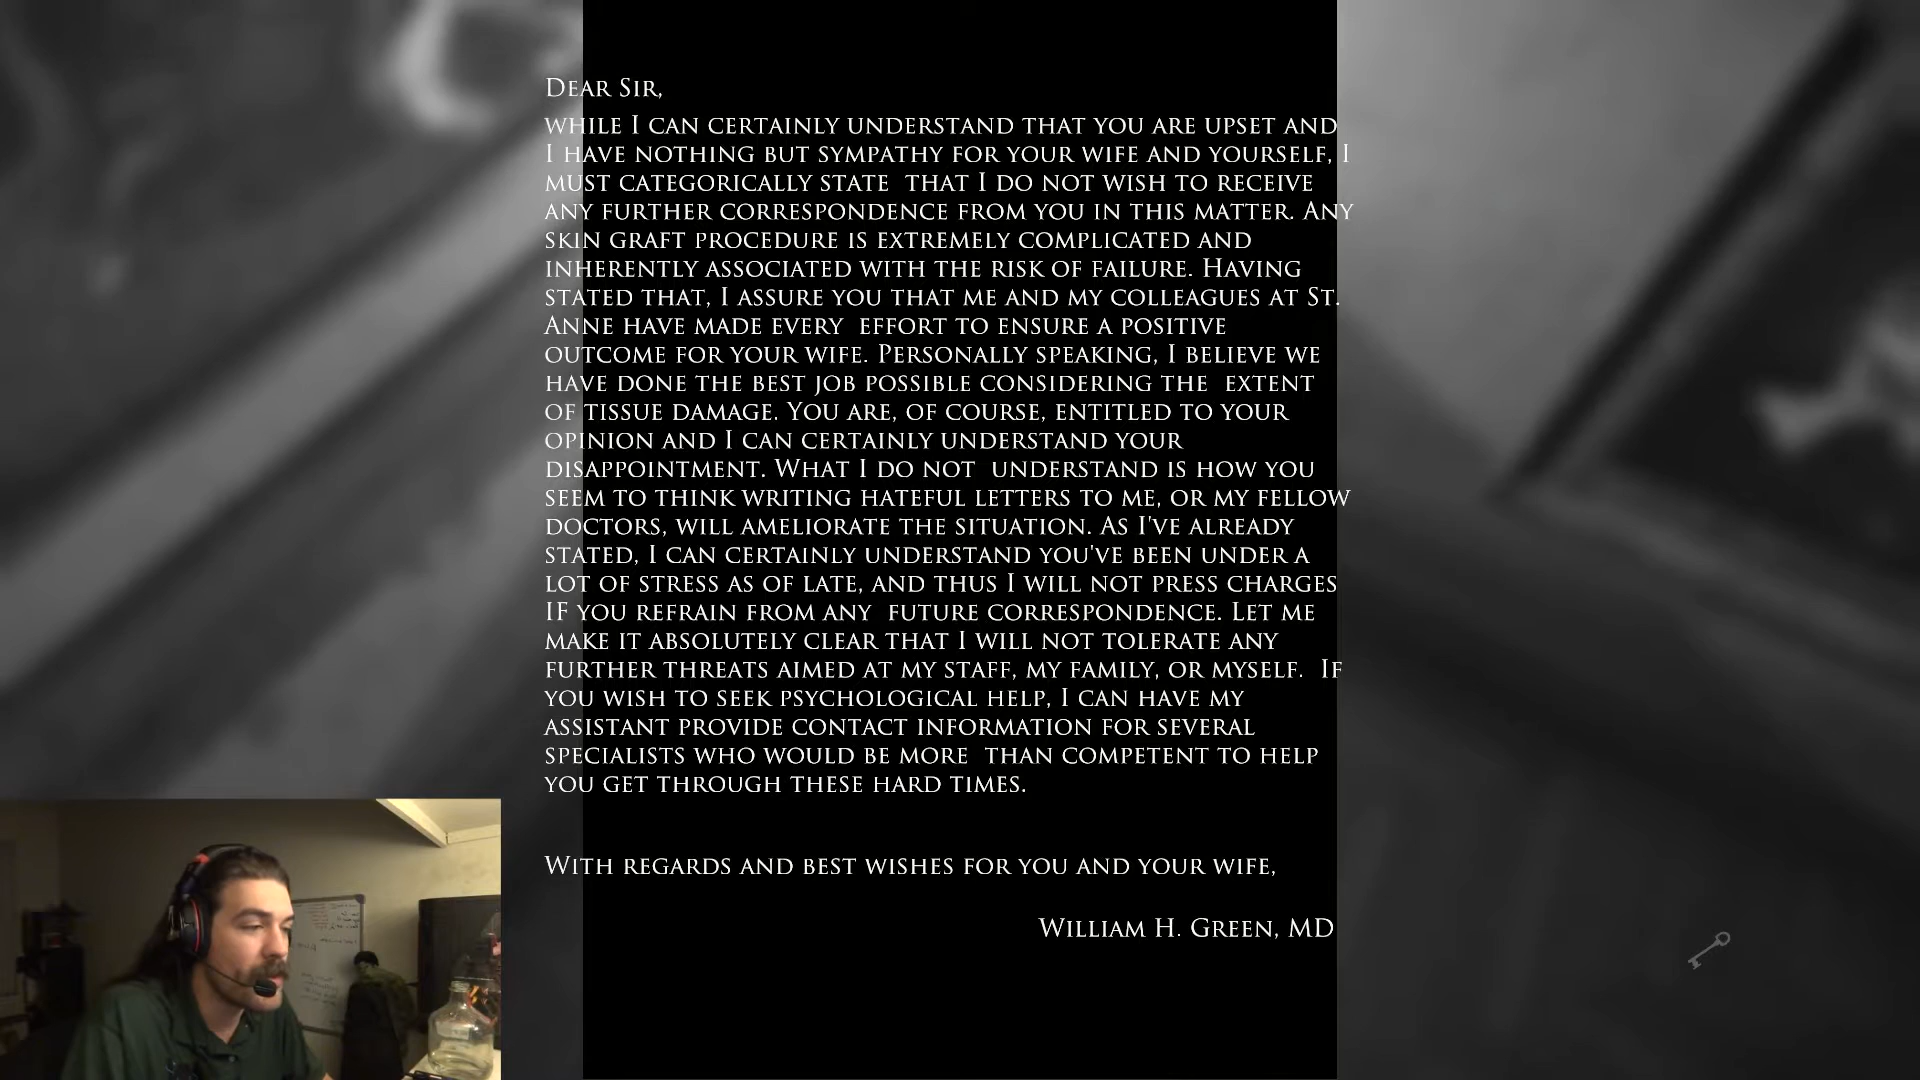 Dear Sir,
while I can certainly understand that you are upset and
I have nothing but sympathy for your wife and yourself, I
must categorically state that I do not wish to receive
any further correspondence from you in this matter. Any
skin graft procedure is extremely complicated and
inherently associated with the risk of failure. Having
stated that, I assure you that me and my colleagues at St.
Anne have made every effort to ensure a positive
outcome for your wife. Personally speaking, I believe we
have done the best job possible considering the extent
of tissue damage. You are, of course, entitled to your
opinion and I can certainly understand your
disappointment. What I do not understand is how you
seem to think writing hateful letters to me, or my fellow
doctors, will ameliorate the situation. As I've already
stated, I can certainly understand you've been under a
lot of stress as of late, and thus I will not press charges
IF you refrain from any future correspondence. Let me
make it absolutely clear that I will not tolerate any
further threats aimed at my staff, my family, or myself. If
you wish to seek psychological help, I can have my
assistant provide contact information for several
specialists who would be more than competent to help
you get through these hard times.
With regards and best wishes for you and your wife,
William H. Green, MD